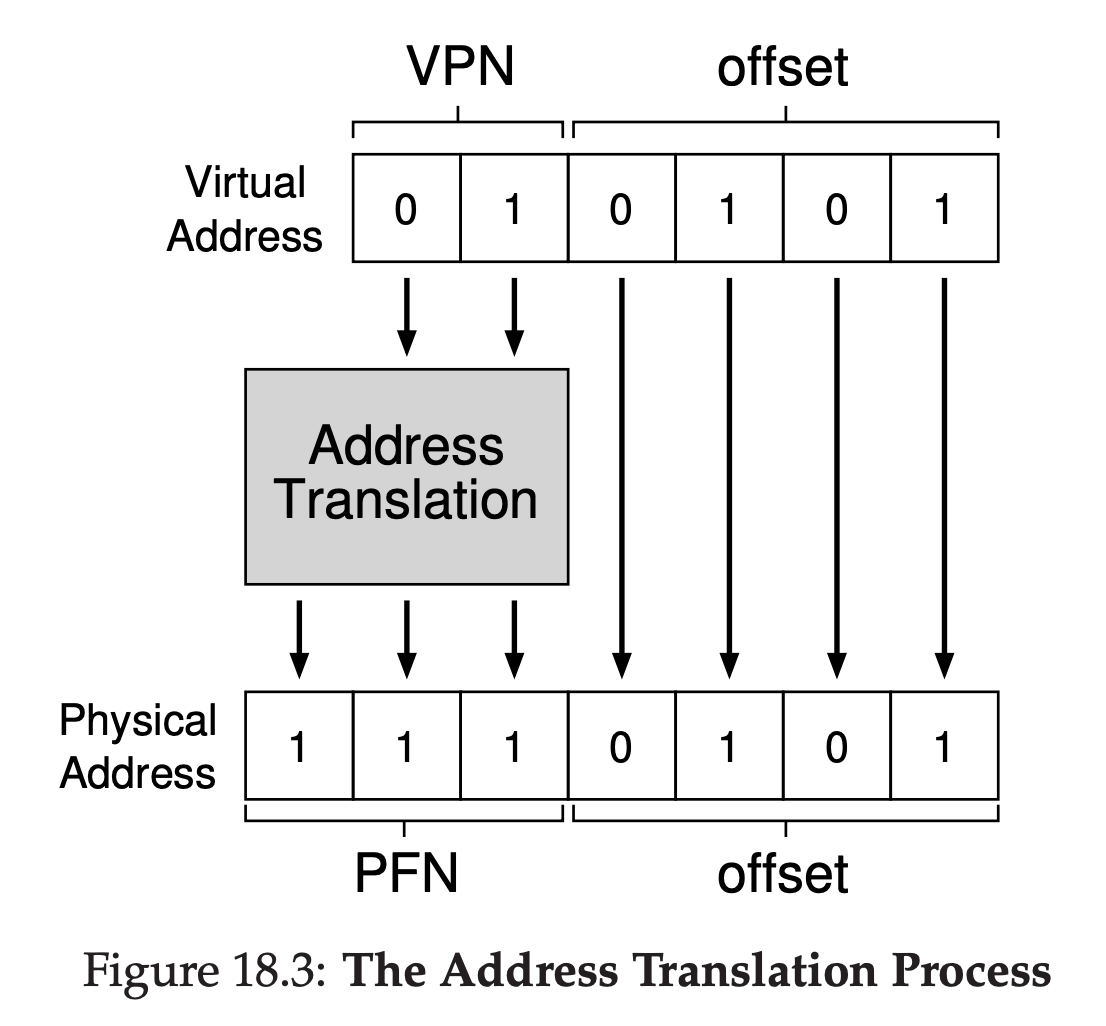 VPN offset
Virtual
Address
0 1 0 1 0 1
Address
Translation
Physical
Address
1 1 1 0 1 0 1
PFN offset
Figure 18.3: The Address Translation Process